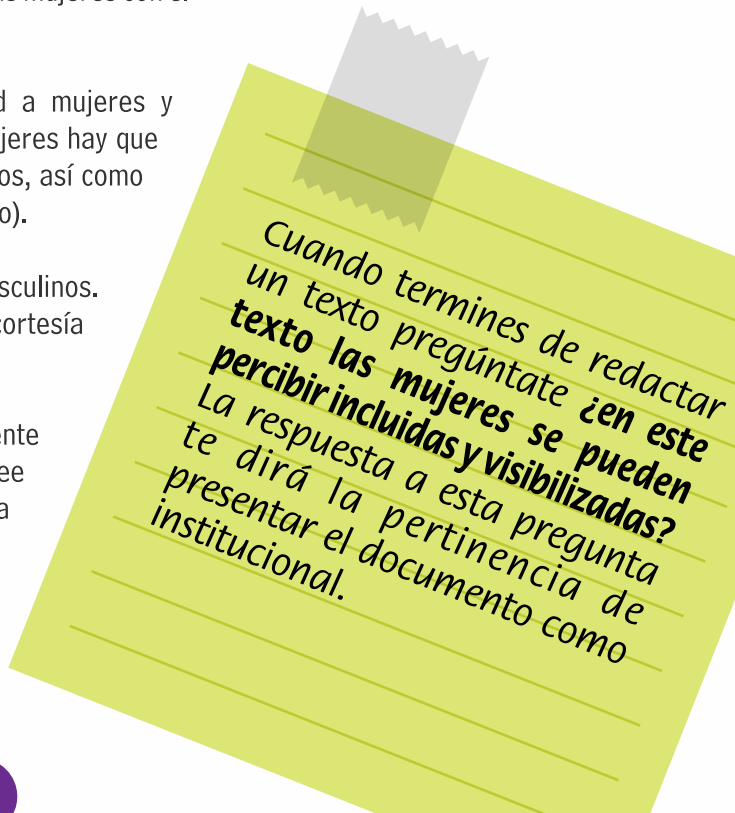 d a mujeres y
jeres hay que
os, así como
o).
sculinos.
cortesía
ente
ee
a
Cuando termines de redactar
un texto pregúntate ¿en este
texto las mujeres se pueden
percibir incluidas y visibilizadas?
La respuesta a esta pregunta
te dirá la pertinencia de
presentar el documento como
institucional.